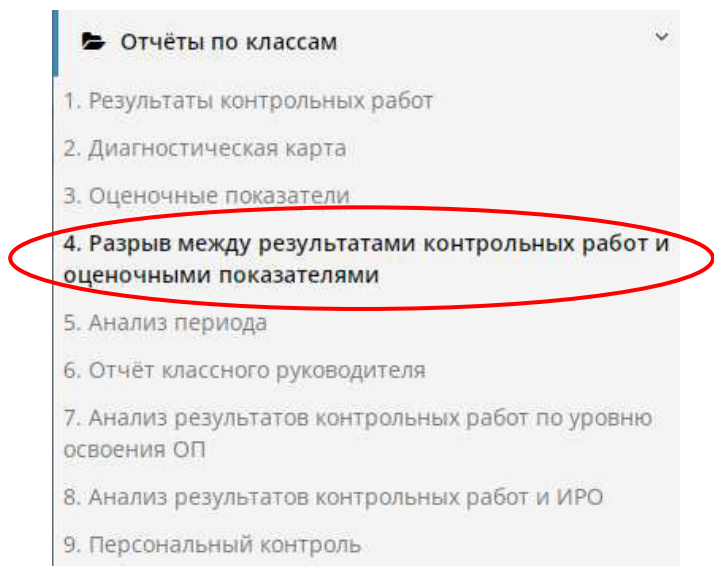 Отчёты по классам
1. Результаты контрольных работ
2. Диагностическая карта
3. Оценочные показатели
4. Разрыв между результатами контрольных работ и
оценочными показателями
5. Анализ периода
6. Отчёт классного руководителя
7. Анализ результатов контрольных работ по уровню
освоения ОП
8. Анализ результатов контрольных работ и ИРО
9. Персональный контроль